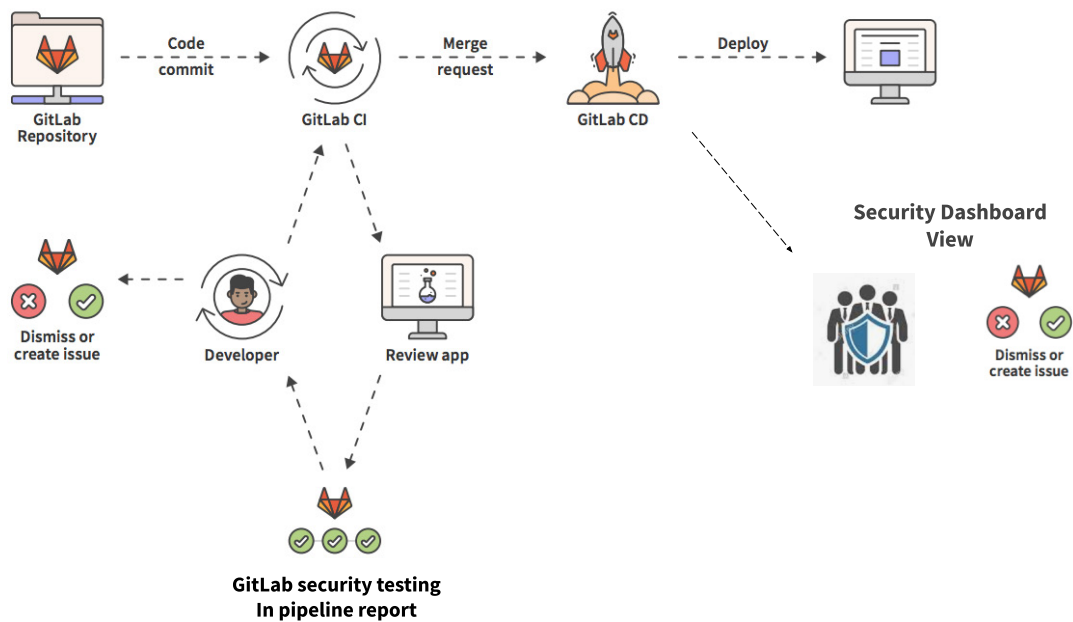 Code
commit
Merge
request
Deploy
GitLab
Repository
GitLab CI
GitLab CD
Security Dashboard
View
Dismiss or
create issue
Developer
Review app
Dismiss or
create issue
GitLab security testing
In pipeline report